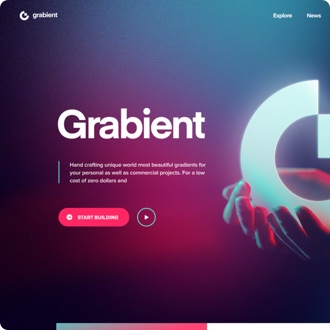 grabient
Explore News
Grabient
Hand crafting unique world most beautiful gradients for
your personal as well as commercial projects. For a low
cost of zero dollars and
START BUILDING